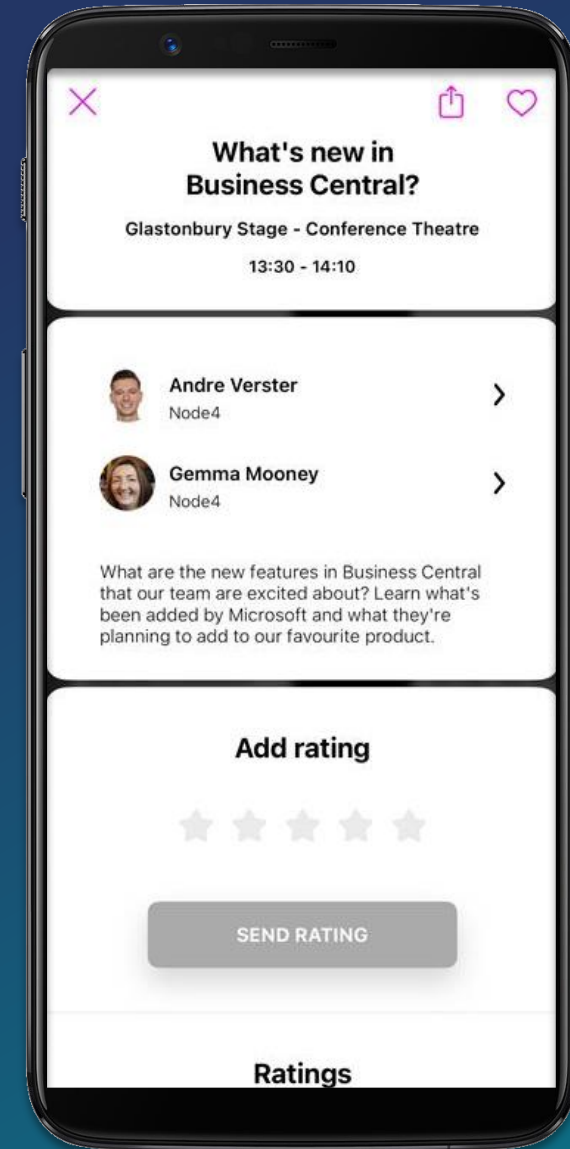 What's new in
Business Central?
Glastonbury Stage - Conference Theatre
13:30 - 14:10
Andre Verster
Node4
Gemma Mooney
Node4
What are the new features in Business Central
that our team are excited about? Learn what's
been added by Microsoft and what they're
planning to add to our favourite product.
Add rating
SEND RATING
Ratings